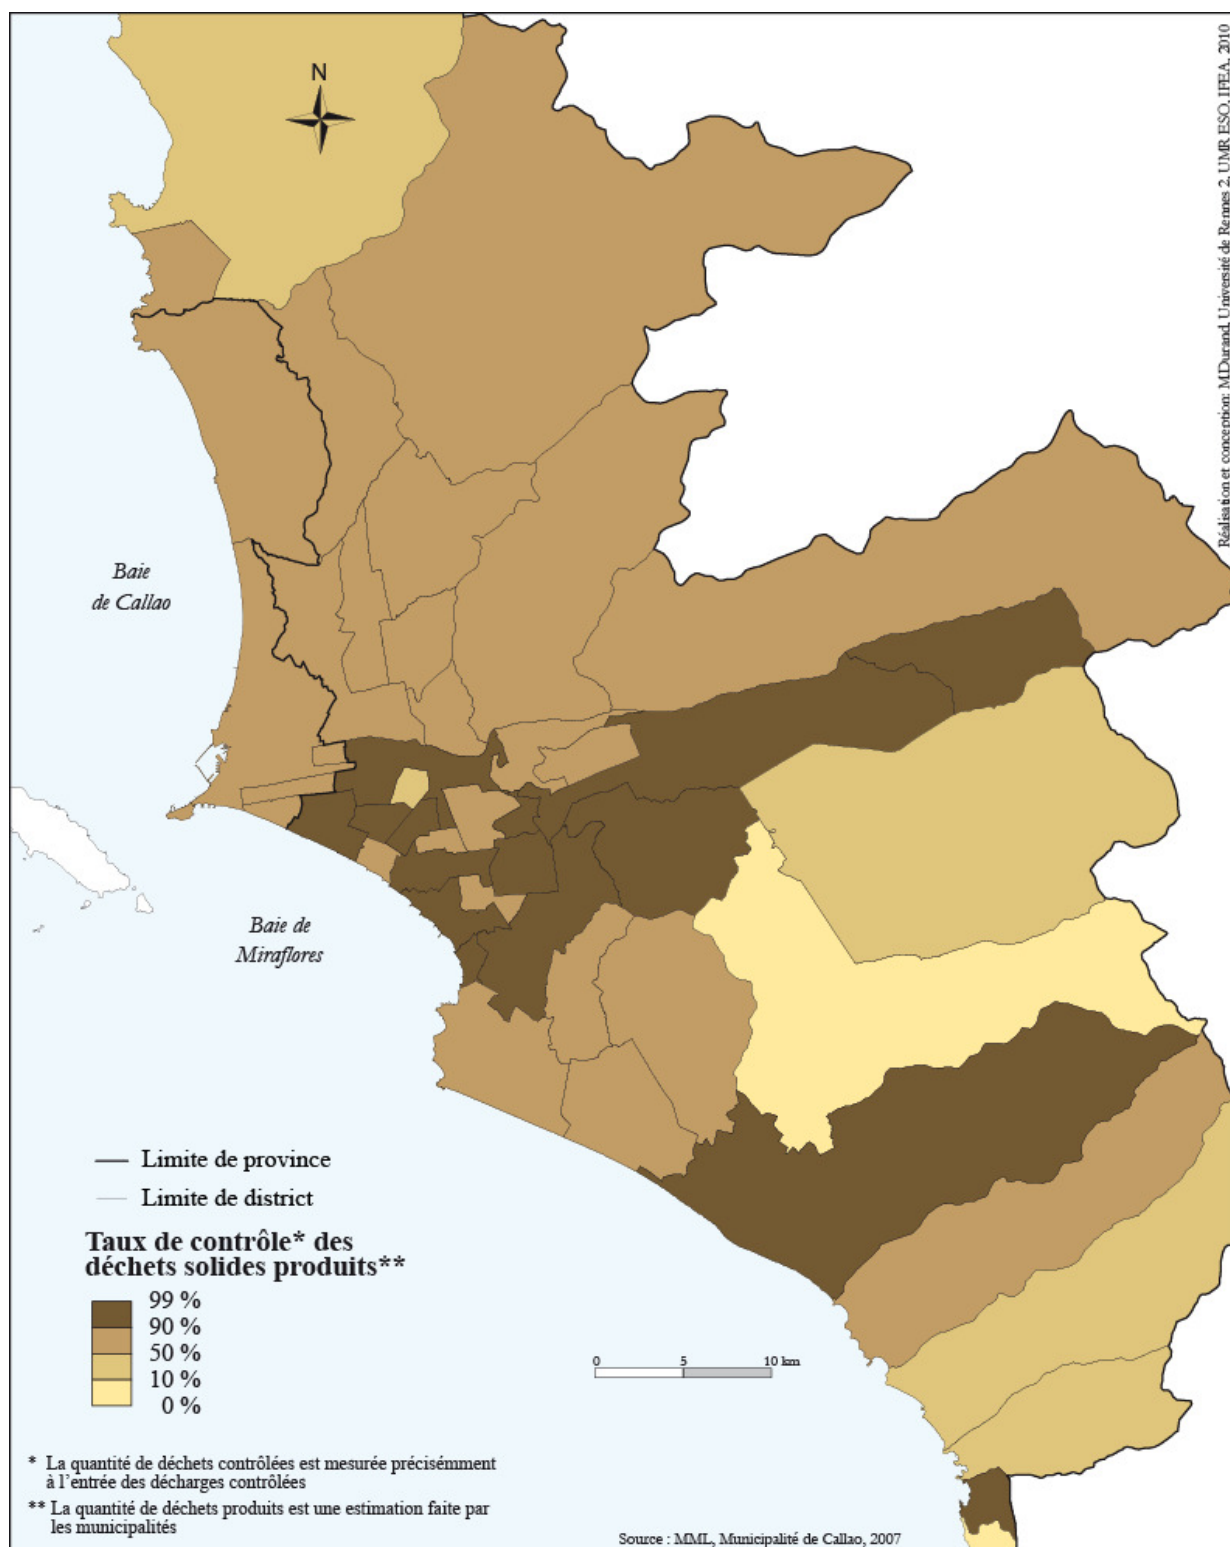 N
Réalisation et conception: M.Durand, Université de Rennes 2, UMR ESO, IFEA, 2010
Baie
de Callao
Baie de
Miraflores
Limite de province
Limite de district
Taux de contrôle* des
déchets solides produits**
99 %
90 %
50 %
10 %
0 %
0 5 10 km
* La quantité de déchets contrôlées est mesurée précisémment
à l'entrée des décharges contrôlées
** La quantité de déchets produits est une estimation faite par
les municipalités
Source : MML, Municipalité de Callao, 2007